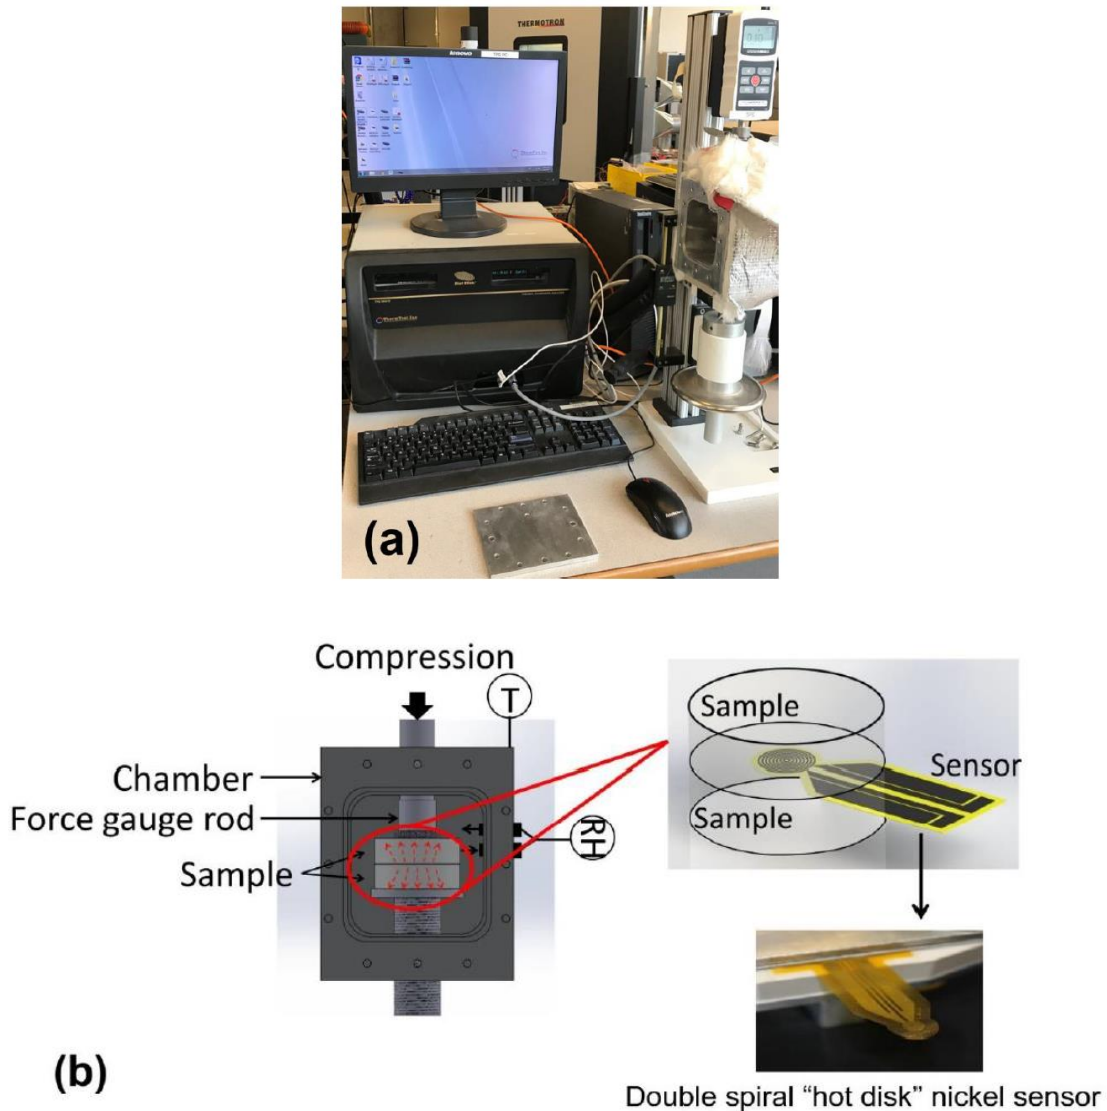 THERMOTRON
lenovo
(a)
Compression
T
Chamber
Force gauge rod
Sample
RH
Sample
Sensor
Sample
Double spiral “hot disk” nickel sensor
(b)